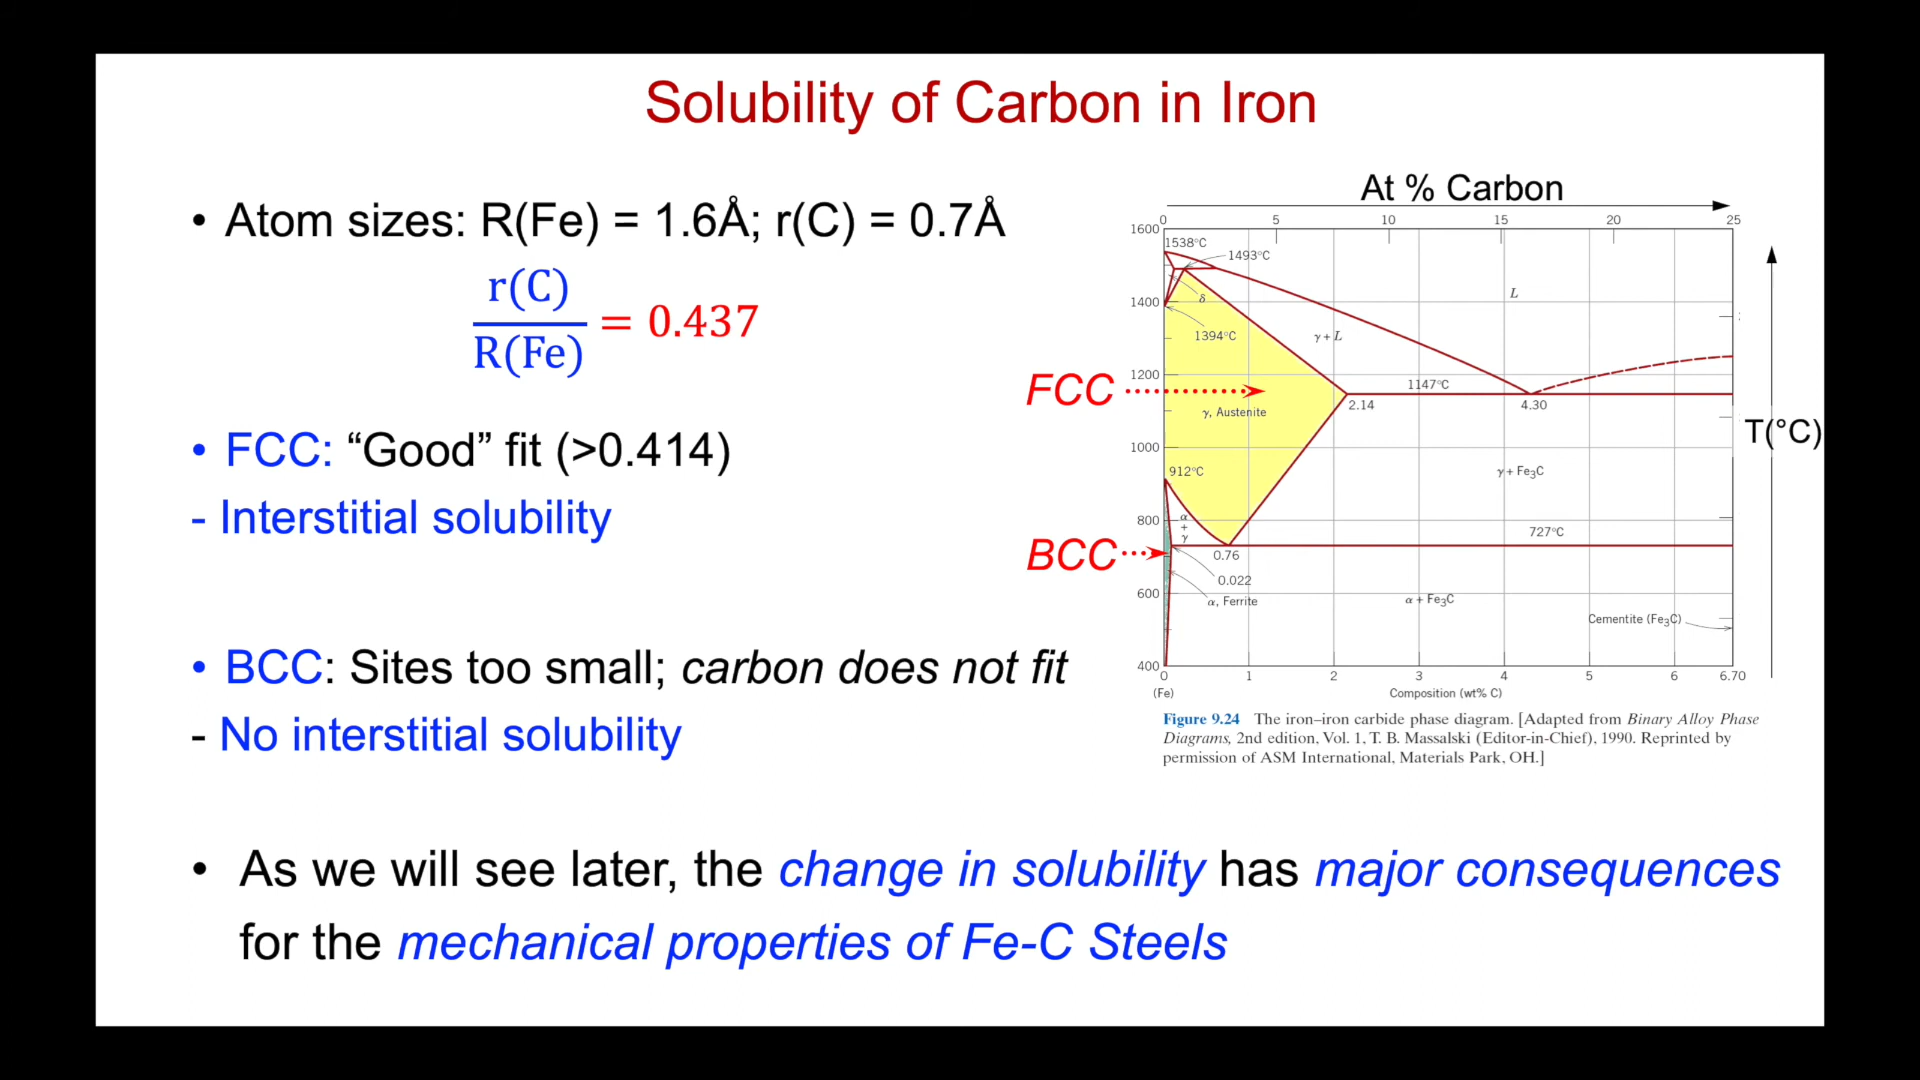 Solubility of Carbon in Iron
• Atom sizes: R(Fe) = 1.6Å; r(C) = 0.7Å
r(C)
R(Fe)
= 0.437
• FCC: “Good” fit (>0.414)
- Interstitial solubility
• BCC: Sites too small; carbon does not fit
- No interstitial solubility
• As we will see later, the change in solubility has major consequences
for the mechanical properties of Fe-C Steels
At % Carbon
0 5 10 15 20 25
1600
1538°C
1493°C
L
δ
1400
1394°C
γ + L
1200
1147°C
FCC
2.14
4.30
γ, Austenite
T(°C)
1000
912°C
γ + Fe₃C
800
α
+
γ
727°C
BCC
0.76
0.022
600
α, Ferrite
α + Fe₃C
Cementite (Fe₃C)
400
0 1 2 3 4 5 6 6.70
(Fe)
Composition (wt% C)
Figure 9.24 The iron–iron carbide phase diagram. [Adapted from Binary Alloy Phase
Diagrams, 2nd edition, Vol. 1, T. B. Massalski (Editor-in-Chief), 1990. Reprinted by
permission of ASM International, Materials Park, OH.]